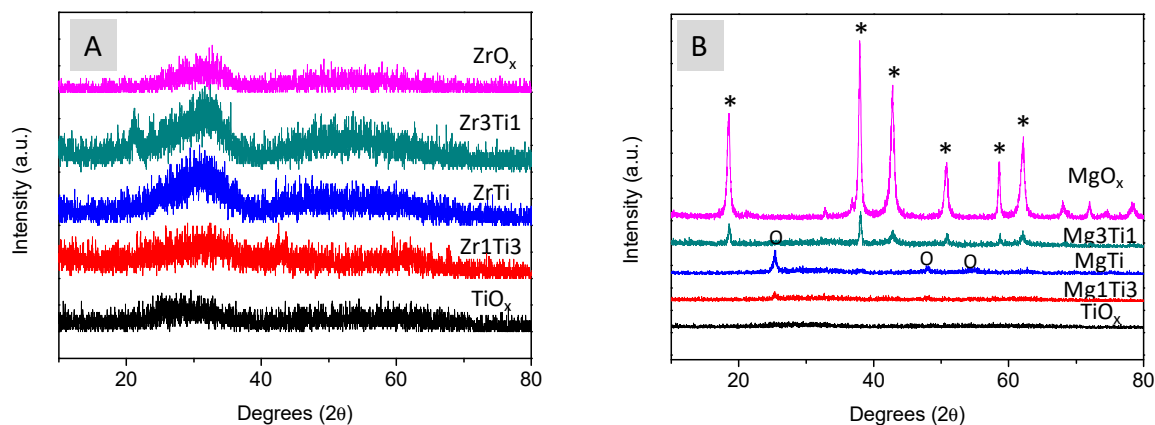 A
ZrOₓ
Zr3Ti1
ZrTi
Zr1Ti3
TiOₓ
Intensity (a.u.)
20 40 60 80
Degrees (2θ)
B
* * * * * *
MgOₓ
Mg3Ti1
O O O
MgTi
Mg1Ti3
TiOₓ
Intensity (a.u.)
20 40 60 80
Degrees (2θ)